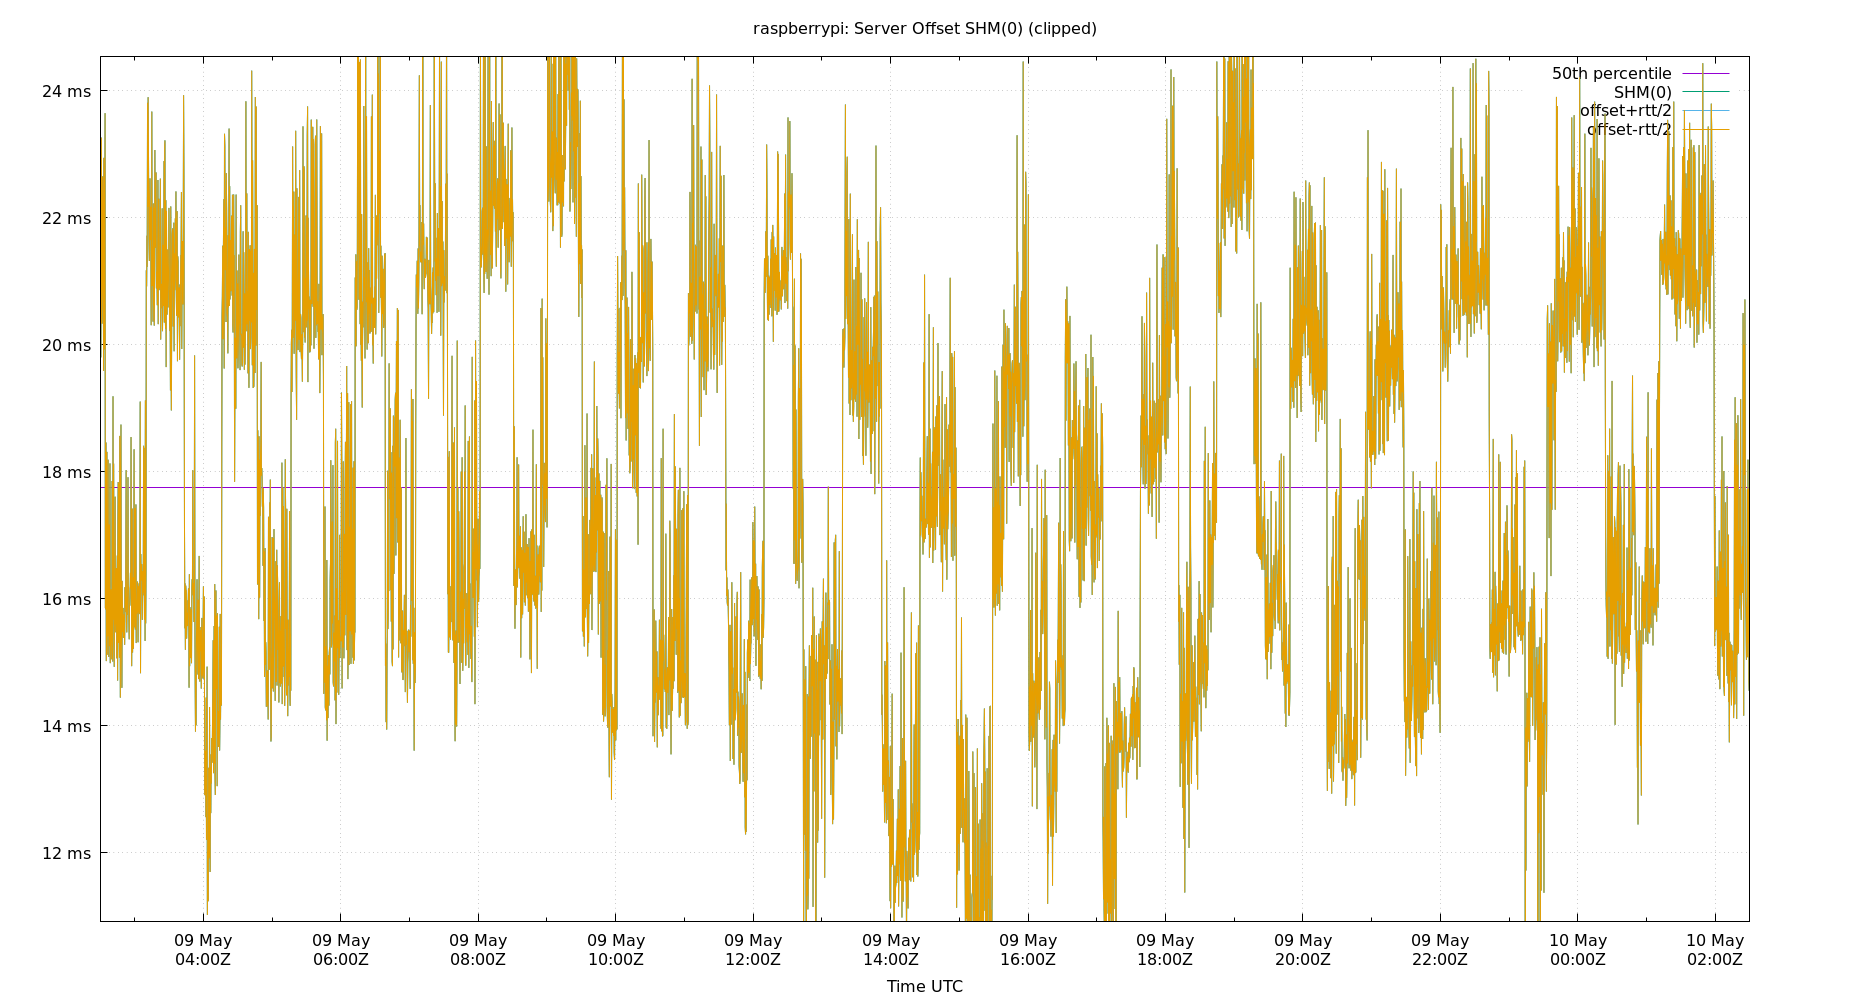 raspberrypi: Server Offset SHM(0) (clipped)
50th percentile
SHM(0)
offset+rtt/2
offset-rtt/2
24 ms
22 ms
20 ms
18 ms
16 ms
14 ms
12 ms
09 May 09 May 09 May 09 May 09 May 09 May 09 May 09 May 09 May 09 May 10 May 10 May
04:00Z 06:00Z 08:00Z 10:00Z 12:00Z 14:00Z 16:00Z 18:00Z 20:00Z 22:00Z 00:00Z 02:00Z
Time UTC